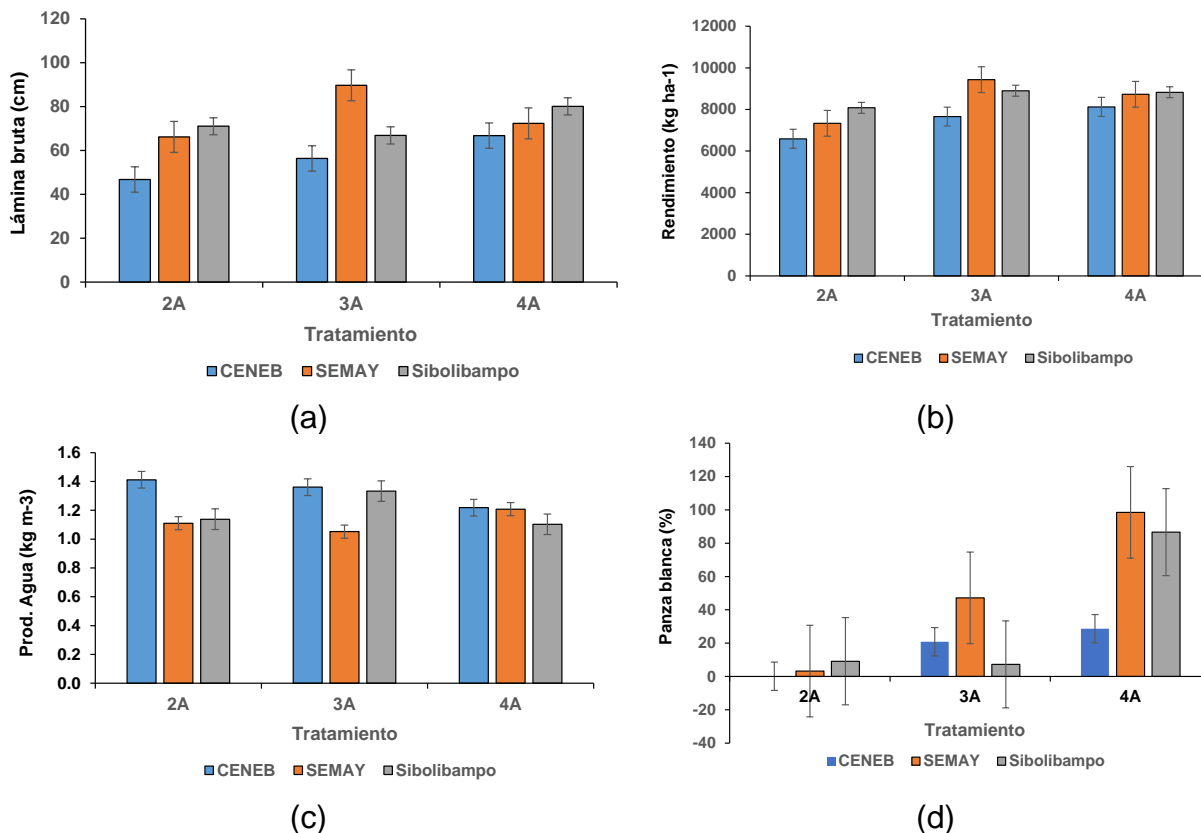 Lámina bruta (cm)
120
100
80
60
40
20
0
2A 3A 4A
Tratamiento
CENEB SEMAY Sibolibampo
(a)
Rendimiento (kg ha-1)
12000
10000
8000
6000
4000
2000
0
2A 3A 4A
Tratamiento
CENEB SEMAY Sibolibampo
(b)
Prod. Agua (kg m-3)
1.6
1.4
1.2
1.0
0.8
0.6
0.4
0.2
0.0
2A 3A 4A
Tratamiento
CENEB SEMAY Sibolibampo
(c)
Panza blanca (%)
140
120
100
80
60
40
20
0
-20
-40
2A 3A 4A
Tratamiento
CENEB SEMAY Sibolibampo
(d)